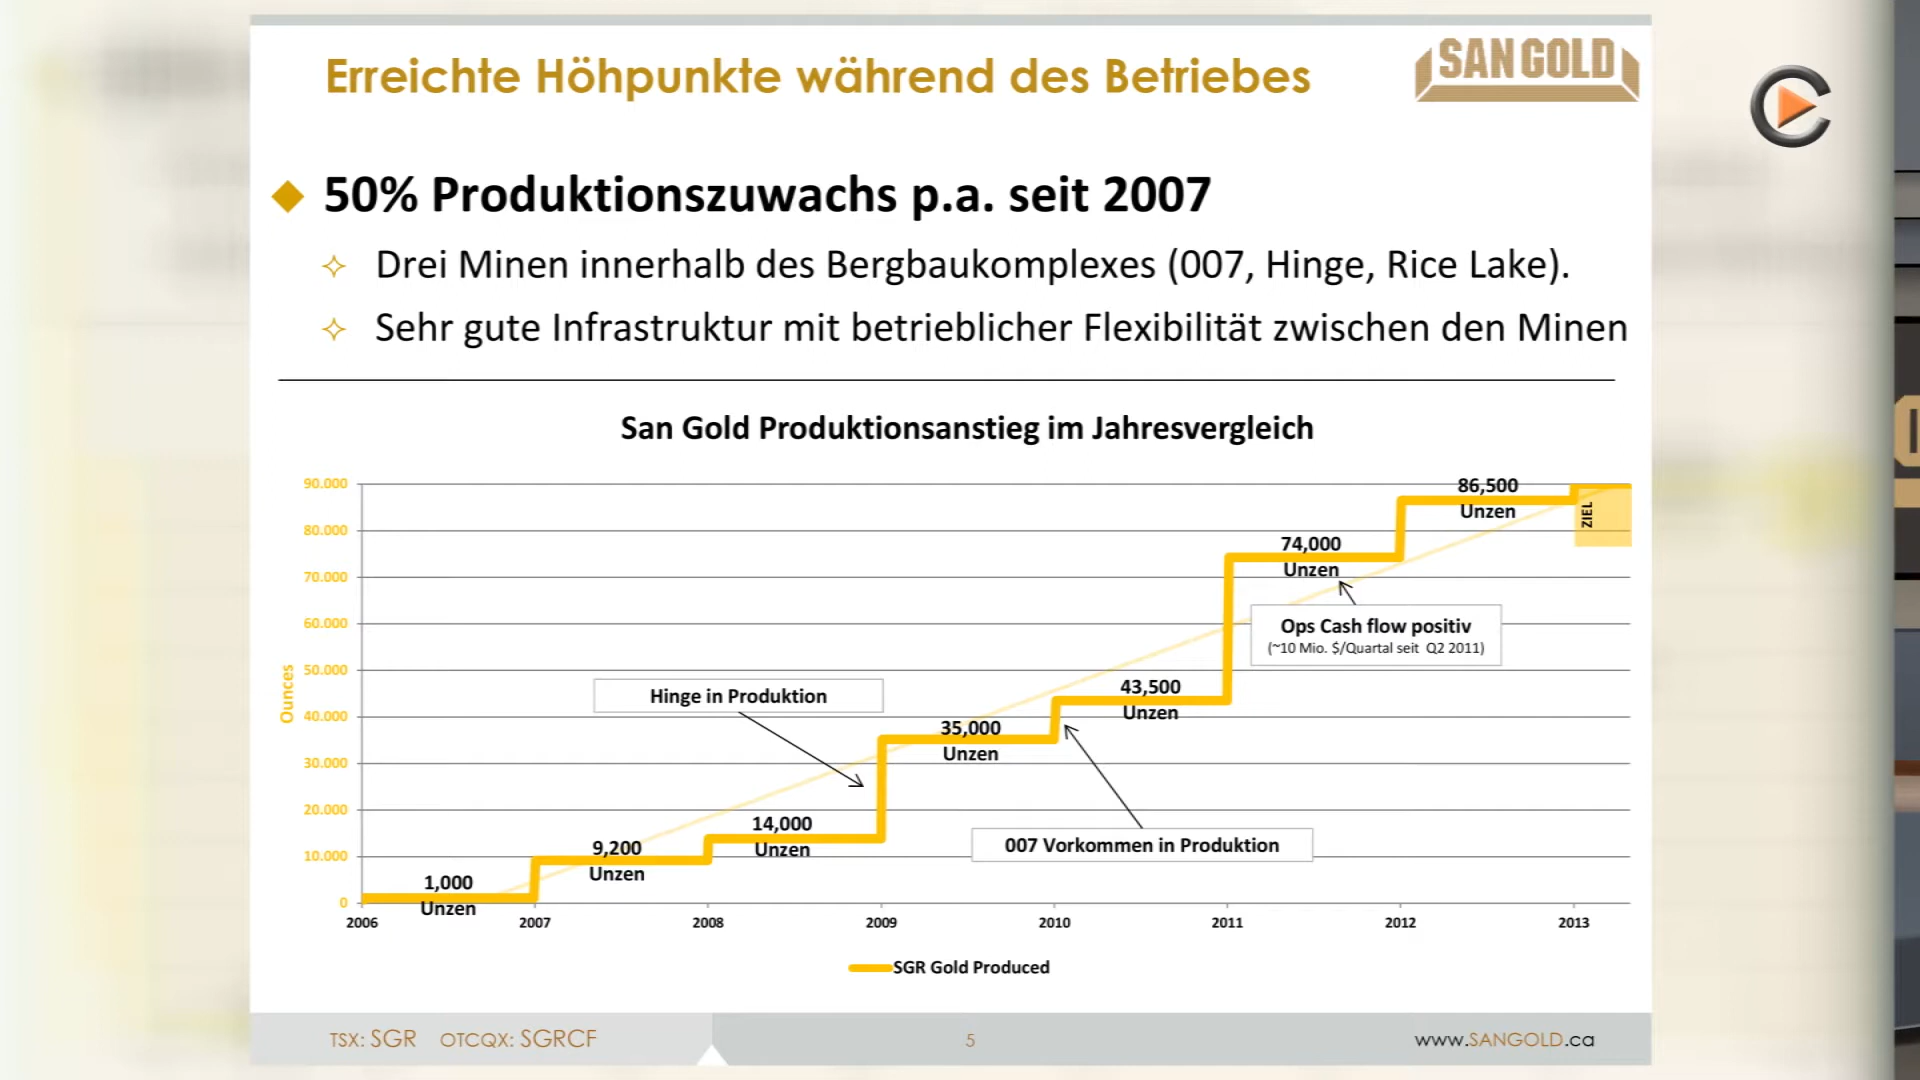 Erreichte Höhpunkte während des Betriebes
SAN GOLD
50% Produktionszuwachs p.a. seit 2007
Drei Minen innerhalb des Bergbaukomplexes (007, Hinge, Rice Lake).
Sehr gute Infrastruktur mit betrieblicher Flexibilität zwischen den Minen
San Gold Produktionsanstieg im Jahresvergleich
90.000
80.000
70.000
60.000
50.000
40.000
30.000
20.000
10.000
0
Ounces
86,500
Unzen
ZIEL
74,000
Unzen
Ops Cash flow positiv
(~10 Mio. $/Quartal seit Q2 2011)
43,500
Unzen
Hinge in Produktion
35,000
Unzen
007 Vorkommen in Produktion
14,000
Unzen
9,200
Unzen
1,000
Unzen
2006 2007 2008 2009 2010 2011 2012 2013
SGR Gold Produced
TSX: SGR OTCQX: SGRCF
5
www.SANGOLD.ca